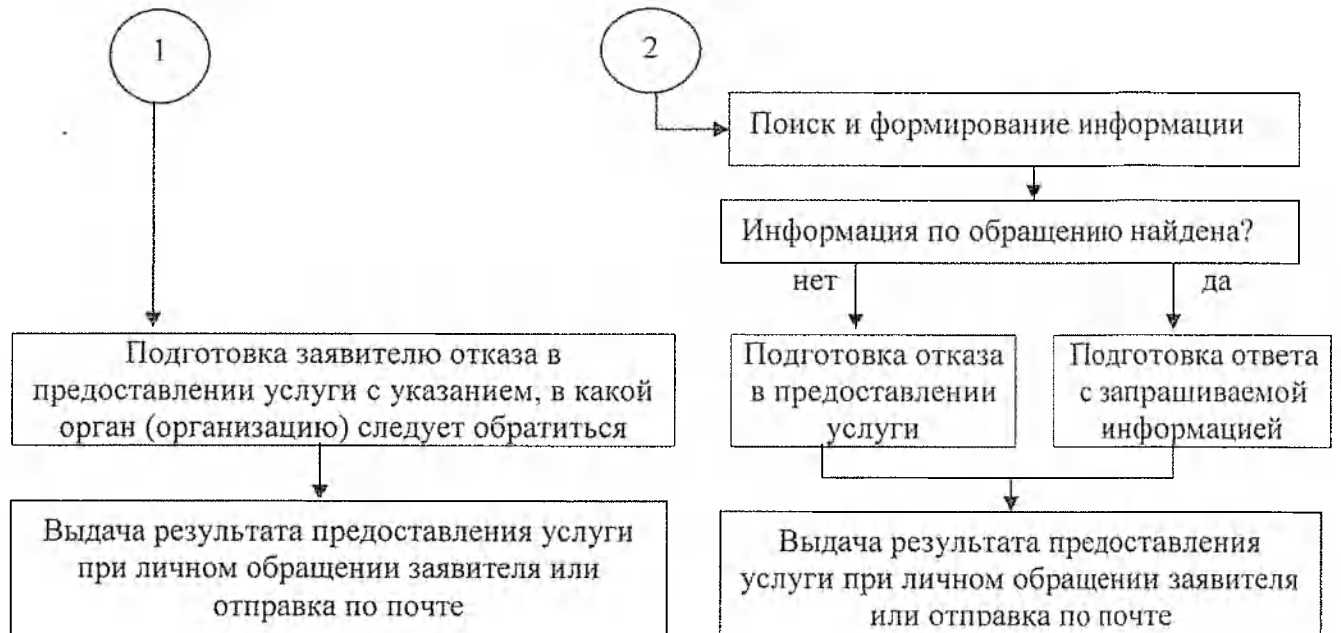 1
2
Поиск и формирование информации
Информация по обращению найдена?
нет
да
Подготовка заявителю отказа в
предоставлении услуги с указанием, в какой
орган (организацию) следует обратиться
Подготовка отказа
в предоставлении
услуги
Подготовка ответа
с запрашиваемой
информацией
Выдача результата предоставления услуги
при личном обращении заявителя или
отправка по почте
Выдача результата предоставления
услуги при личном обращении заявителя
или отправка по почте